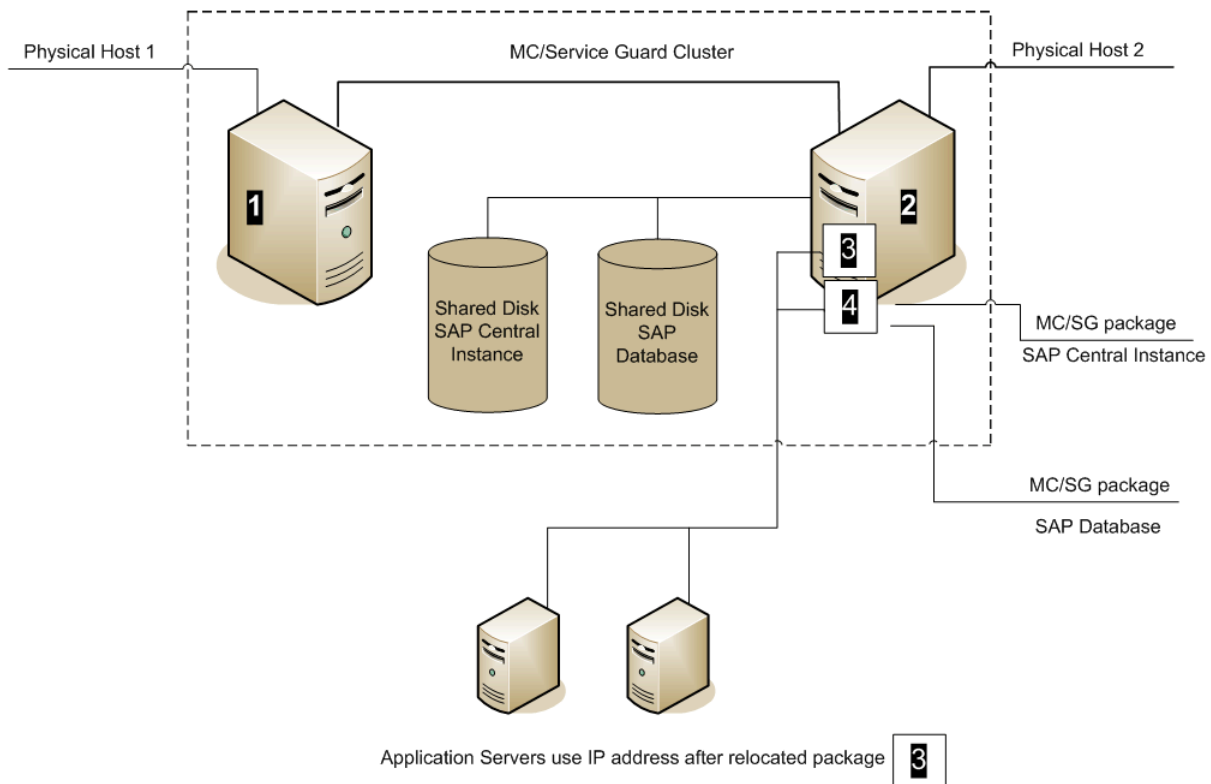 Physical Host 1
MC/Service Guard Cluster
Physical Host 2
1
2
3
4
Shared Disk
SAP Central
Instance
Shared Disk
SAP
Database
MC/SG package
SAP Central Instance
MC/SG package
SAP Database
Application Servers use IP address after relocated package 3